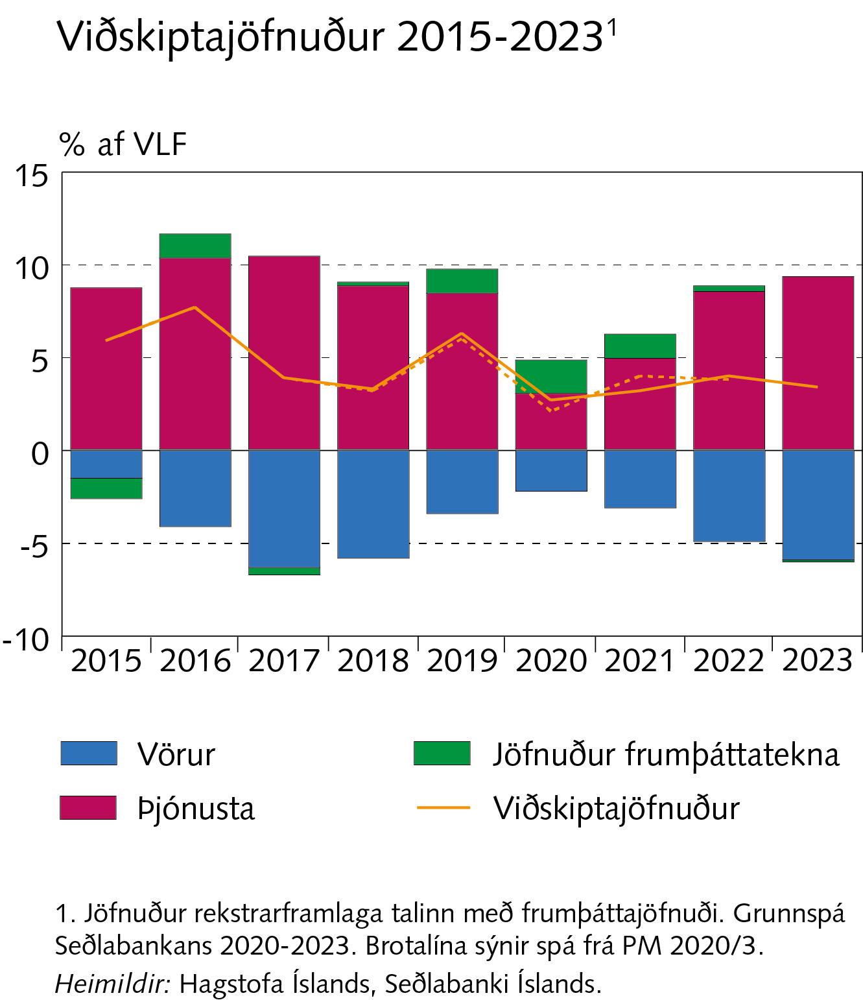 Viðskiptajöfnuður 2015-2023¹
% af VLF
15
10
5
0
-5
-10
2015 2016 2017 2018 2019 2020 2021 2022 2023
Vörur
Jöfnuður frumþáttatekna
Þjónusta
Viðskiptajöfnuður
1. Jöfnuður rekstrarframlaga talinn með frumþáttajöfnuði. Grunnspá
Seðlabankans 2020-2023. Brotalína sýnir spá frá PM 2020/3.
Heimildir: Hagstofa Íslands, Seðlabanki Íslands.